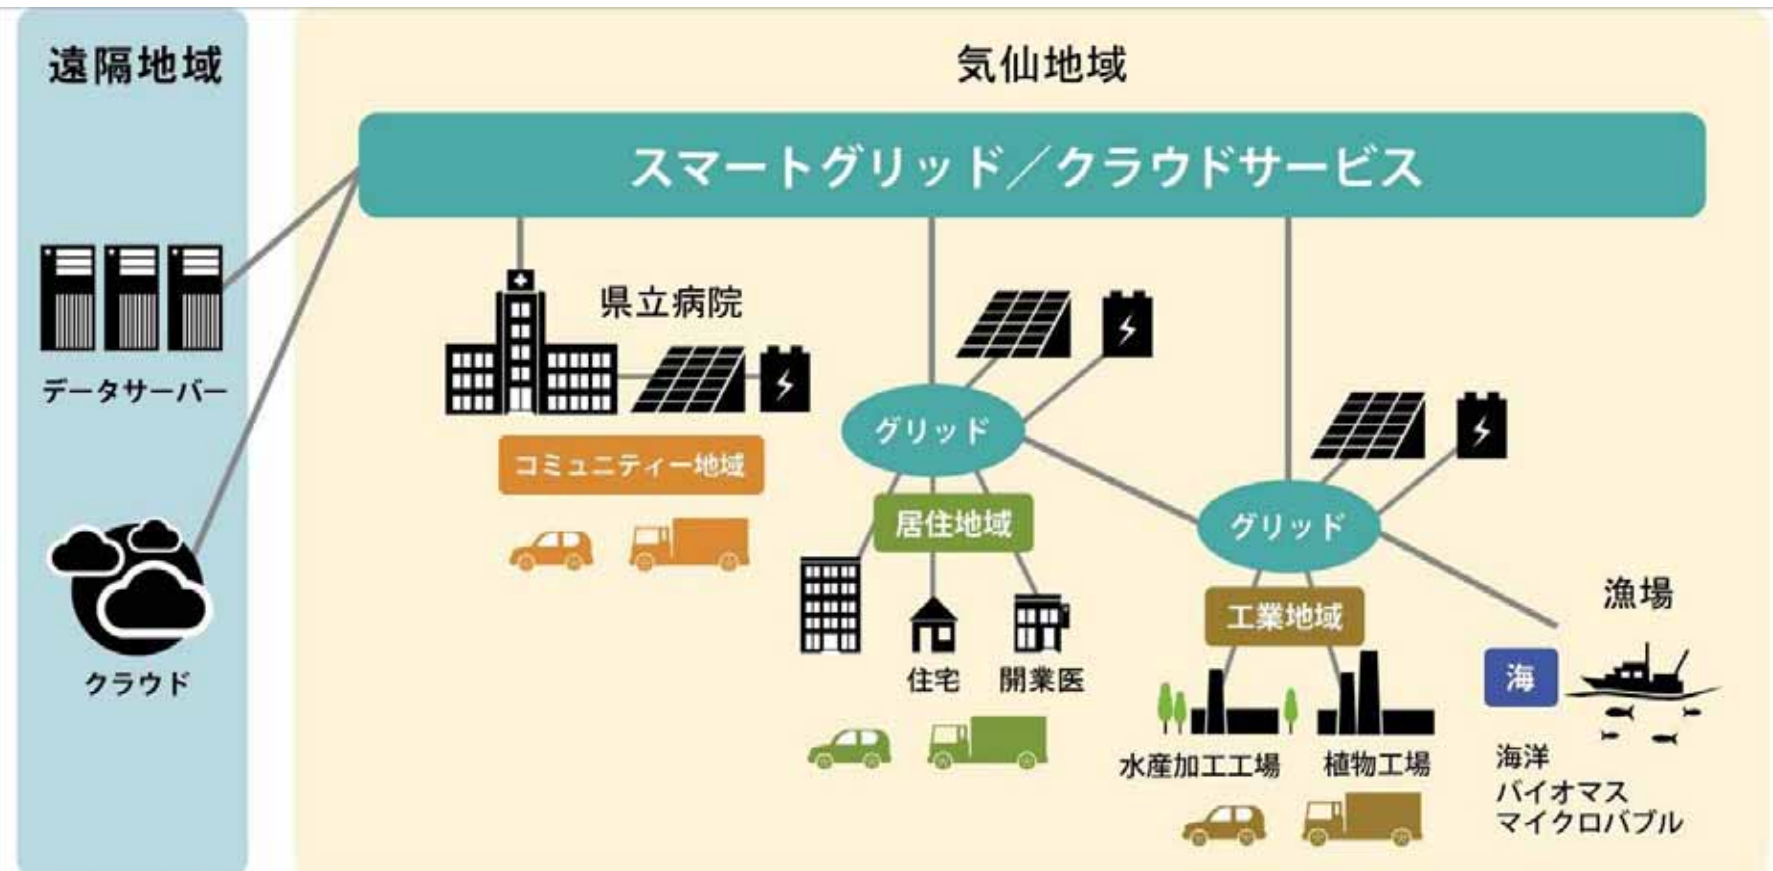 遠隔地域
気仙地域
スマートグリッド／クラウドサービス
県立病院
データサーバー
グリッド
コミュニティー地域
居住地域
グリッド
漁場
工業地域
住宅
開業医
海
クラウド
水産加工工場
植物工場
海洋
バイオマス
マイクロバブル